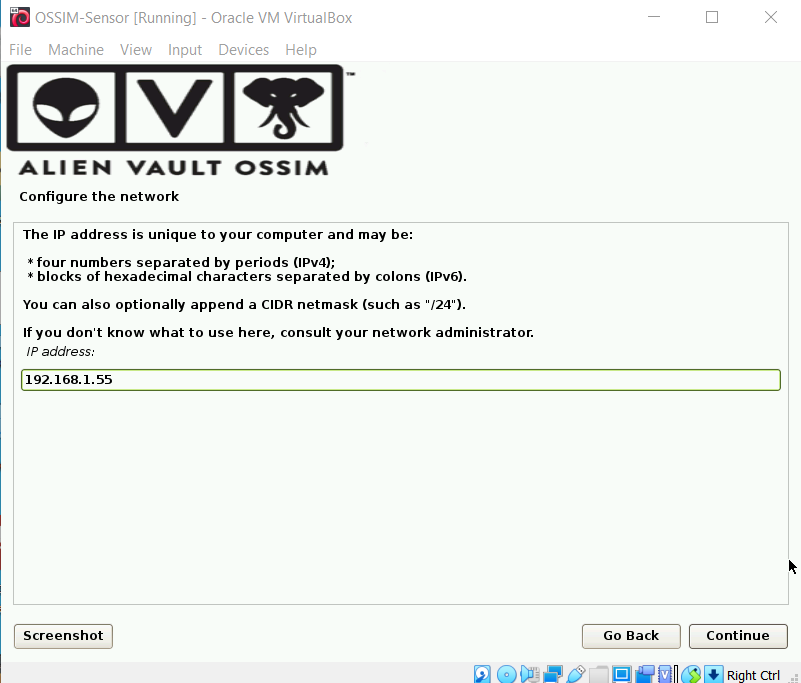 OSSIM-Sensor [Running] - Oracle VM VirtualBox
File Machine View Input Devices Help
V ™
ALIEN VAULT OSSIM
Configure the network
The IP address is unique to your computer and may be:
* four numbers separated by periods (IPv4);
* blocks of hexadecimal characters separated by colons (IPv6).
You can also optionally append a CIDR netmask (such as "/24").
If you don't know what to use here, consult your network administrator.
IP address:
192.168.1.55
Screenshot Go Back Continue
Right Ctrl